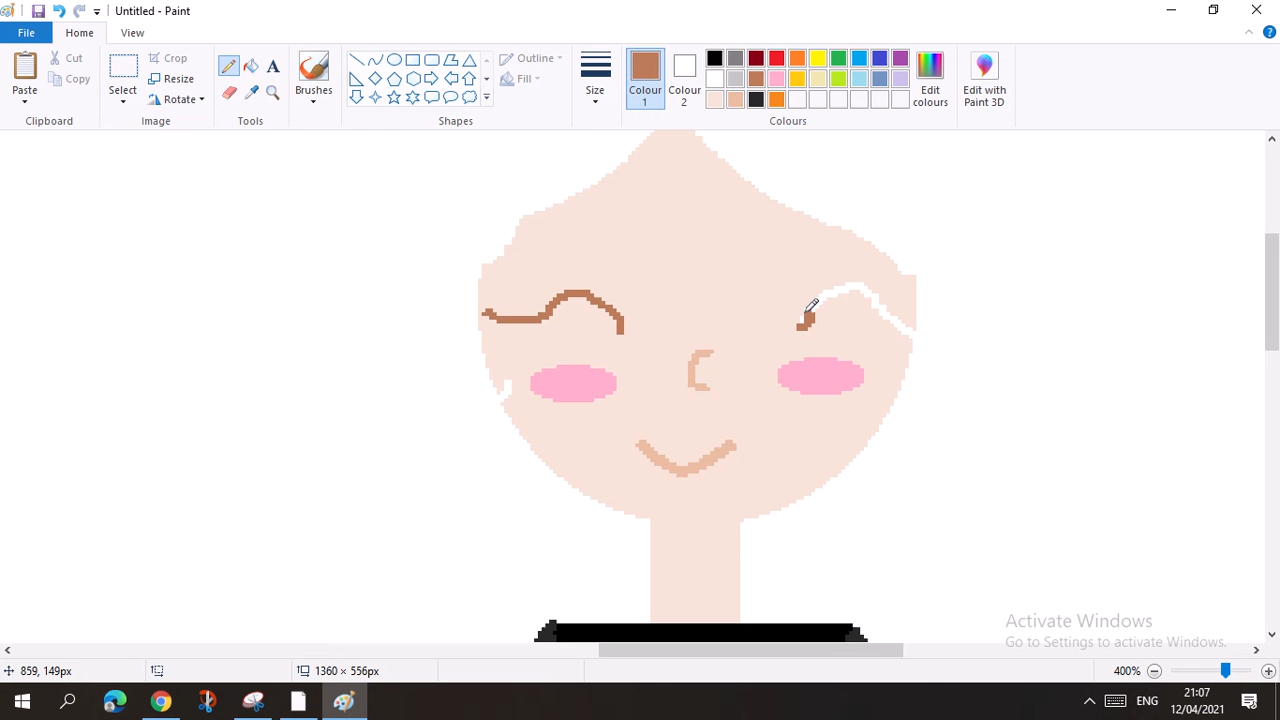 Untitled - Paint
File Home View
Paste
Cut
Copy
Clipboard
Select
Crop
Resize
Rotate
Image
A
Tools
Brushes
Outline
Fill
Shapes
Size
Colour 1
Colour 2
Edit colours
Colours
Edit with Paint 3D
Activate Windows
Go to Settings to activate Windows.
859, 149px
1360 × 556px
400%
ENG
21:07
12/04/2021